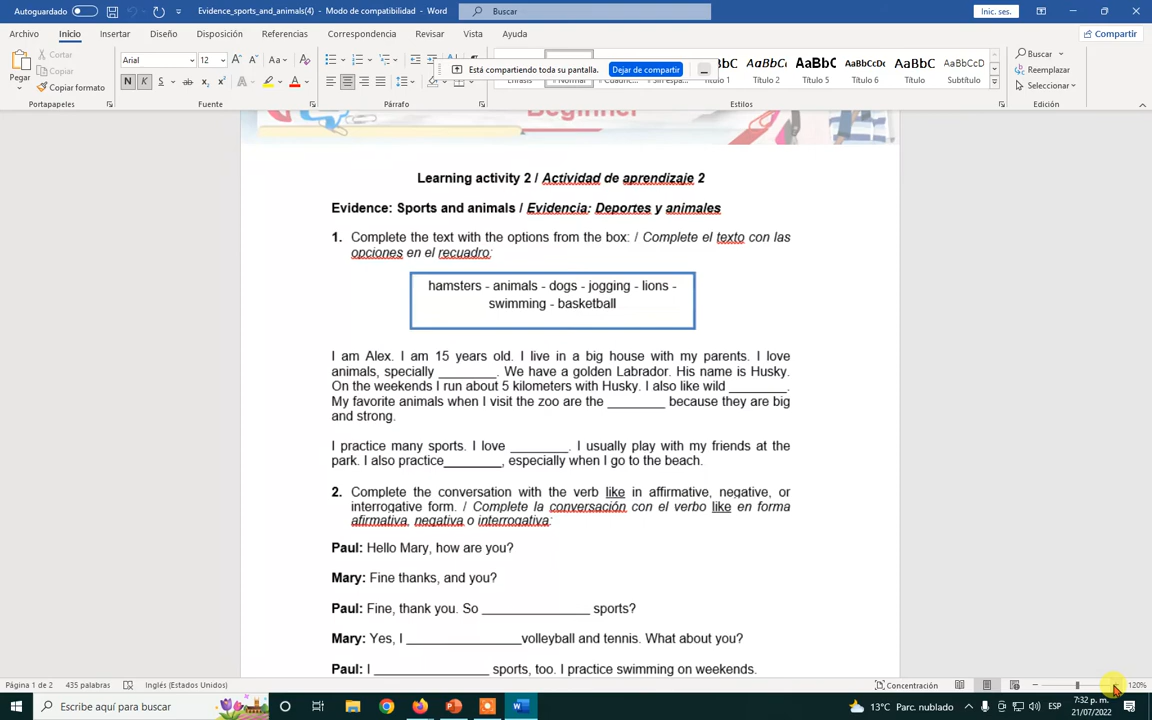 Autoguardado
Evidence_sports_and_animals(4) - Modo de compatibilidad - Word
Buscar
Inic. ses.
Archivo Inicio Insertar Diseño Disposición Referencias Correspondencia Revisar Vista Ayuda
Compartir
Pegar
Cortar
Copiar
Copiar formato
Portapapeles
Arial 12
Fuente
Párrafo
Está compartiendo toda su pantalla. Dejar de compartir
Título 2 Título 5 Título 6 Título Subtítulo
Estilos
Buscar
Reemplazar
Seleccionar
Edición
Beginner
Learning activity 2 / Actividad de aprendizaje 2
Evidence: Sports and animals / Evidencia: Deportes y animales
1. Complete the text with the options from the box: / Complete el texto con las
opciones en el recuadro:
hamsters - animals - dogs - jogging - lions -
swimming - basketball
I am Alex. I am 15 years old. I live in a big house with my parents. I love
animals, specially ________. We have a golden Labrador. His name is Husky.
On the weekends I run about 5 kilometers with Husky. I also like wild ________.
My favorite animals when I visit the zoo are the ________ because they are big
and strong.
I practice many sports. I love ________. I usually play with my friends at the
park. I also practice________, especially when I go to the beach.
2. Complete the conversation with the verb like in affirmative, negative, or
interrogative form. / Complete la conversación con el verbo like en forma
afirmativa, negativa o interrogativa:
Paul: Hello Mary, how are you?
Mary: Fine thanks, and you?
Paul: Fine, thank you. So _______________ sports?
Mary: Yes, I ________________volleyball and tennis. What about you?
Paul: I ________________ sports, too. I practice swimming on weekends.
Página 1 de 2 435 palabras Inglés (Estados Unidos) Concentración 120%
Escribe aquí para buscar
13°C Parc. nublado
ESP
7:32 p. m.
21/07/2022